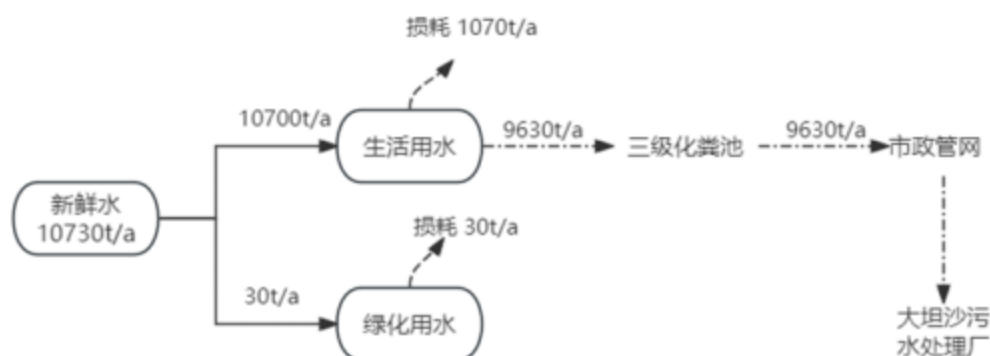 损耗 1070t/a
10700t/a
生活用水
9630t/a
三级化粪池
9630t/a
市政管网
新鲜水
10730t/a
损耗 30t/a
30t/a
绿化用水
大坦沙污
水处理厂